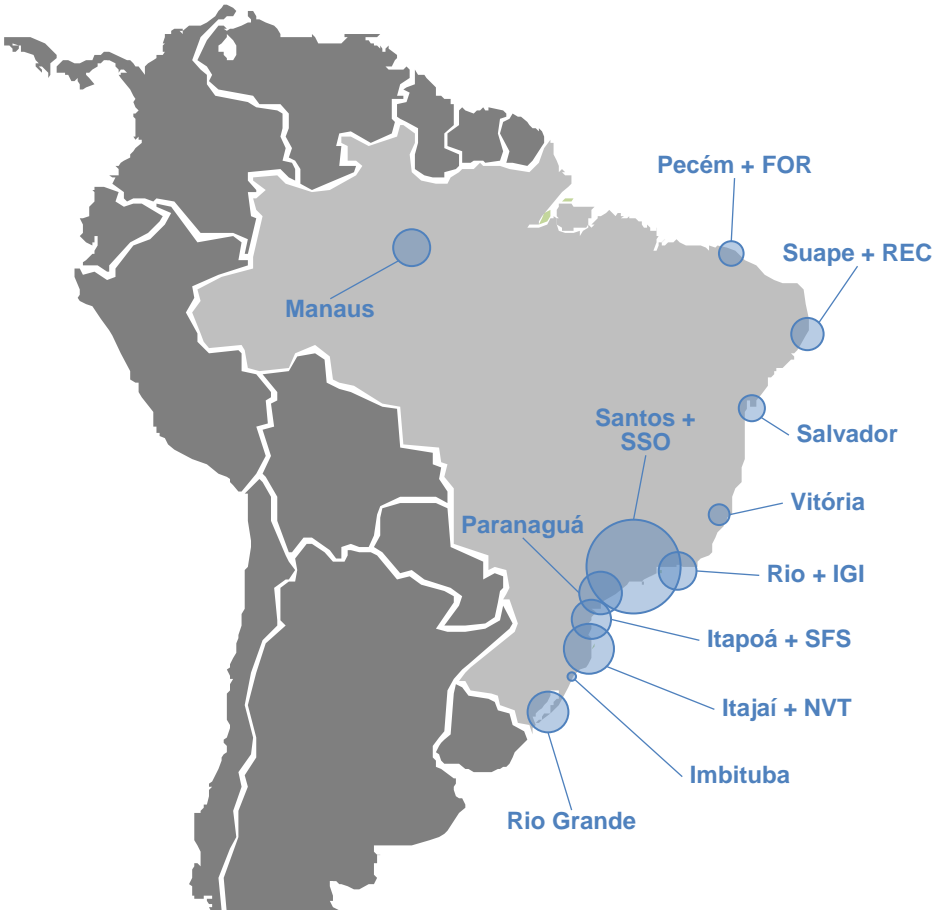 Pecém + FOR
Suape + REC
Manaus
Santos +
SSO
Salvador
Vitória
Paranaguá
Rio + IGI
Itapoá + SFS
Itajaí + NVT
Imbituba
Rio Grande